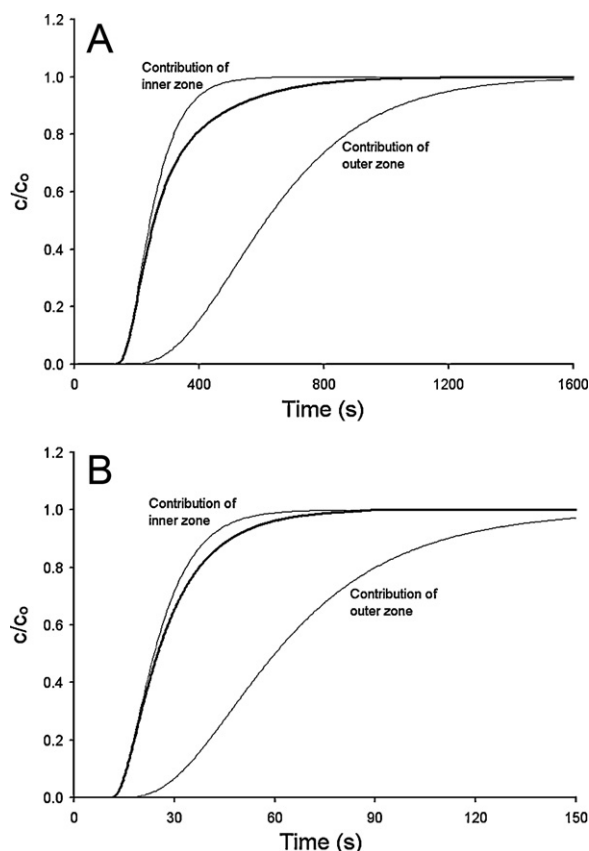 A
1.2
Contribution of
inner zone
1.0
0.8
Contribution of
outer zone
c/co
0.6
0.4
0.2
0.0
0 400 800 1200 1600
Time (s)
B
1.2
Contribution of
inner zone
1.0
0.8
Contribution of
outer zone
c/co
0.6
0.4
0.2
0.0
0 30 60 90 120 150
Time (s)